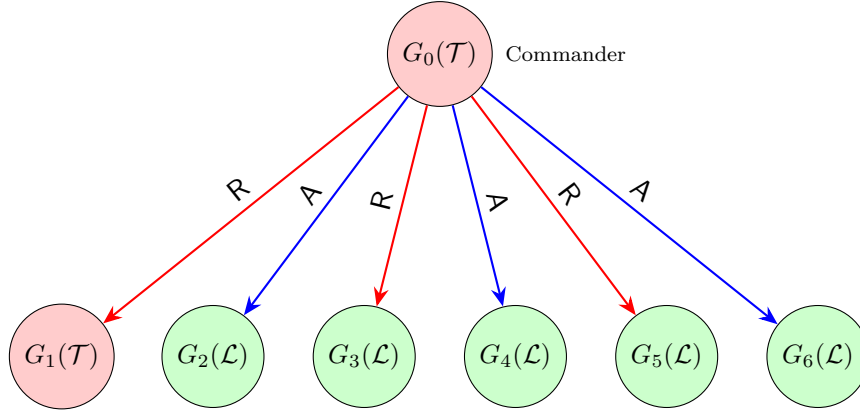 G₀(𝒯) Commander
R A R A R A
G₁(𝒯) G₂(ℒ) G₃(ℒ) G₄(ℒ) G₅(ℒ) G₆(ℒ)